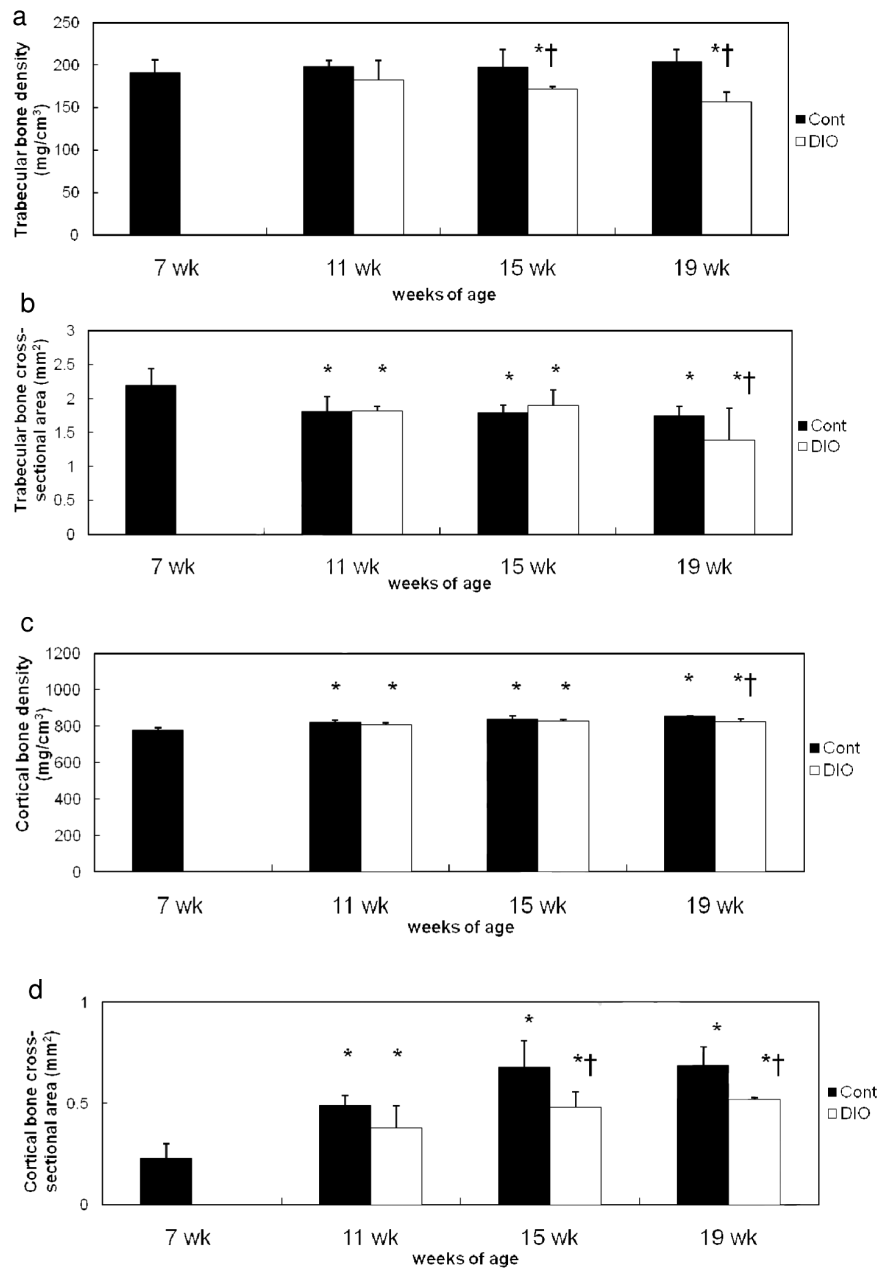 a
Trabecular bone density
(mg/cm³)
250
200
150
100
50
0
*† *†
Cont
DIO
7 wk 11 wk 15 wk 19 wk
weeks of age
b
Trabecular bone cross-
sectional area (mm²)
3
2.5
2
1.5
1
0.5
0
* * * * * *†
Cont
DIO
7 wk 11 wk 15 wk 19 wk
weeks of age
c
Cortical bone density
(mg/cm³)
1200
1000
800
600
400
200
0
* * * * * *†
Cont
DIO
7 wk 11 wk 15 wk 19 wk
weeks of age
d
Cortical bone cross-
sectional area (mm²)
1
0.5
0
* * * *† * *†
Cont
DIO
7 wk 11 wk 15 wk 19 wk
weeks of age